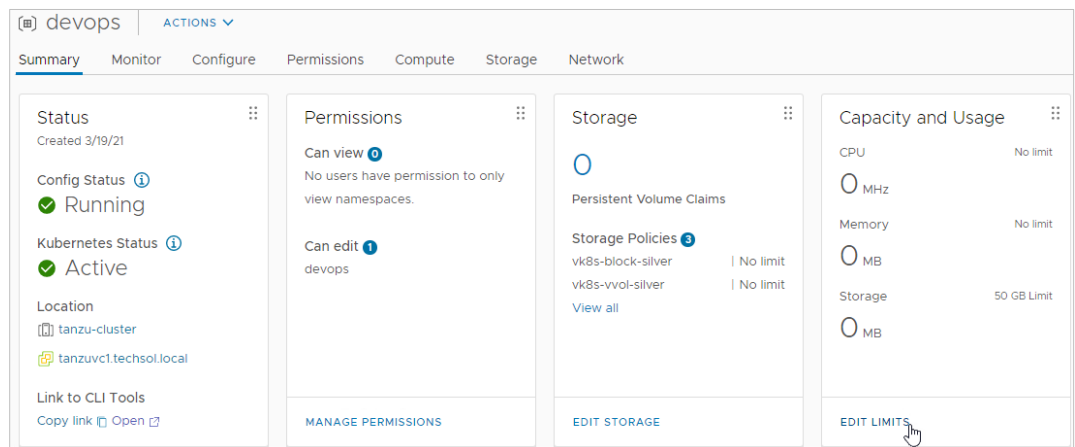 devops ACTIONS
Summary Monitor Configure Permissions Compute Storage Network
Status
Created 3/19/21
Config Status
Running
Kubernetes Status
Active
Location
tanzu-cluster
tanzuvc1.techsol.local
Link to CLI Tools
Copy link Open
Permissions
Can view 0
No users have permission to only
view namespaces.
Can edit 1
devops
MANAGE PERMISSIONS
Storage
0
Persistent Volume Claims
Storage Policies 3
vk8s-block-silver | No limit
vk8s-vvol-silver | No limit
View all
EDIT STORAGE
Capacity and Usage
CPU No limit
0 MHz
Memory No limit
0 MB
Storage 50 GB Limit
0 MB
EDIT LIMITS